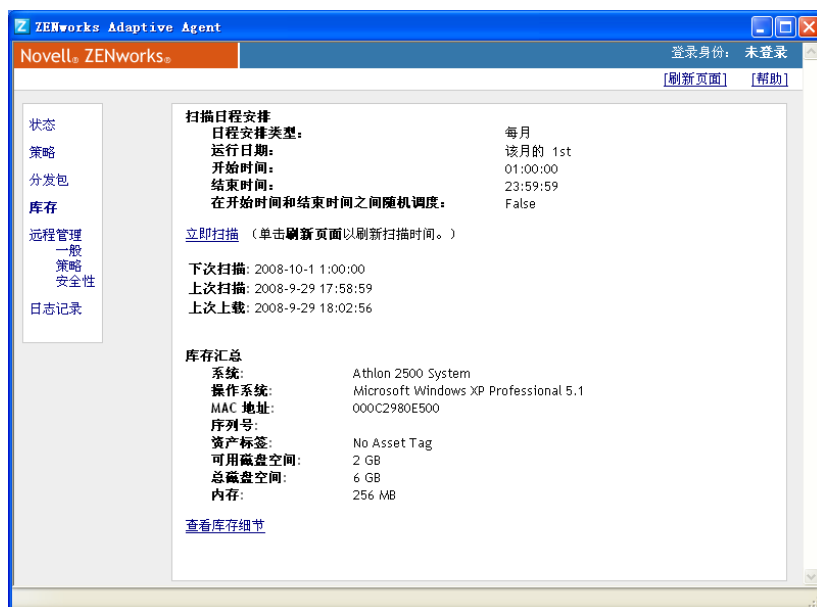 ZENworks Adaptive Agent
Novell® ZENworks®
登录身份： 未登录
[刷新页面] [帮助]
状态
策略
分发包
库存
远程管理
一般
策略
安全性
日志记录
扫描日程安排
日程安排类型： 每月
运行日期： 该月的 1st
开始时间： 01:00:00
结束时间： 23:59:59
在开始时间和结束时间之间随机调度： False
立即扫描 （单击刷新页面以刷新扫描时间。）
下次扫描: 2008-10-1 1:00:00
上次扫描: 2008-9-29 17:58:59
上次上载: 2008-9-29 18:02:56
库存汇总
系统: Athlon 2500 System
操作系统: Microsoft Windows XP Professional 5.1
MAC 地址: 000C2980E500
序列号:
资产标签: No Asset Tag
可用磁盘空间: 2 GB
总磁盘空间: 6 GB
内存: 256 MB
查看库存细节